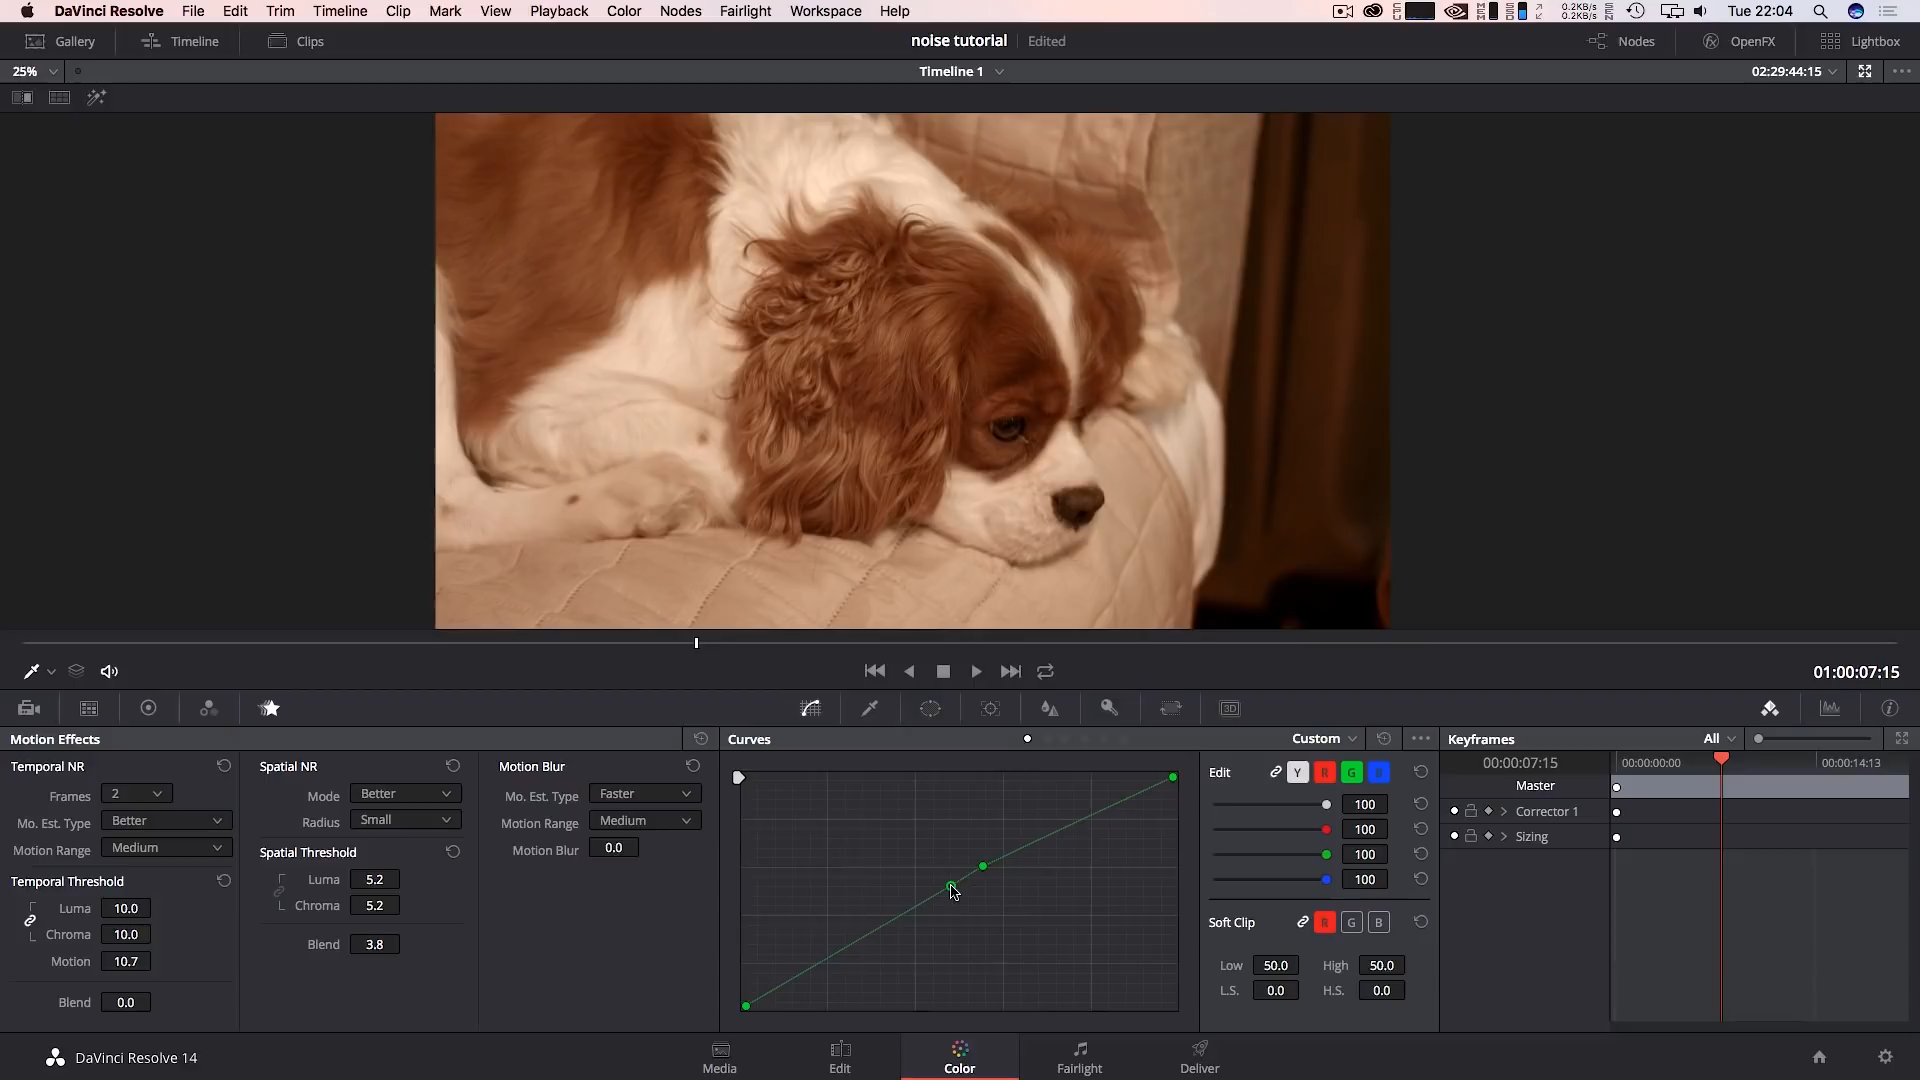 DaVinci Resolve File Edit Trim Timeline Clip Mark View Playback Color Nodes Fairlight Workspace Help
0.2KB/s
0.2KB/s
Tue 22:04
Gallery Timeline Clips noise tutorial Edited Nodes OpenFX Lightbox
25% Timeline 1 02:29:44:15
01:00:07:15
3D
Motion Effects
Temporal NR
Frames 2
Mo. Est. Type Better
Motion Range Medium
Temporal Threshold
Luma 10.0
Chroma 10.0
Motion 10.7
Blend 0.0
Spatial NR
Mode Better
Radius Small
Spatial Threshold
Luma 5.2
Chroma 5.2
Blend 3.8
Motion Blur
Mo. Est. Type Faster
Motion Range Medium
Motion Blur 0.0
Curves Custom
Edit Y R G B
100
100
100
100
Soft Clip R G B
Low 50.0 High 50.0
L.S. 0.0 H.S. 0.0
Keyframes All
00:00:07:15 00:00:00:00 00:00:14:13
Master
Corrector 1
Sizing
DaVinci Resolve 14
Media Edit Color Fairlight Deliver